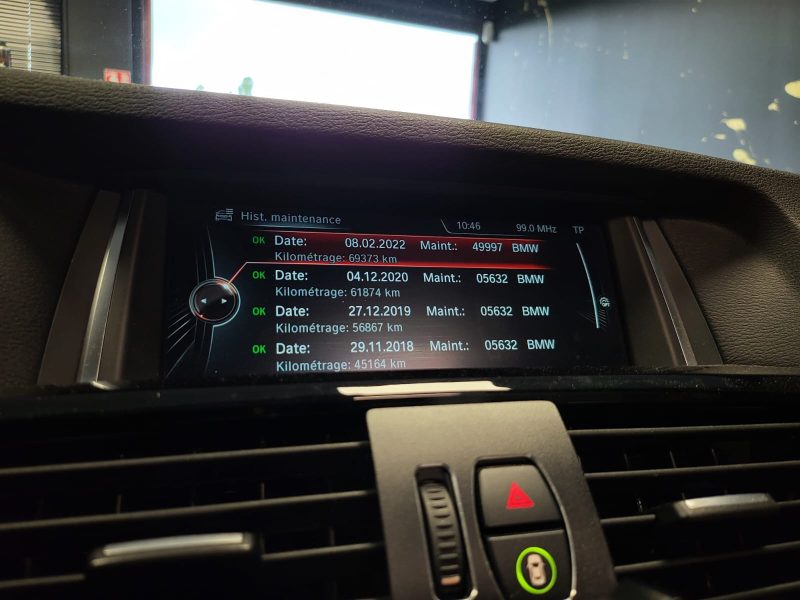 Hist. maintenance
10:46 99.0 MHz TP
OK Date: 08.02.2022 Maint.: 49997 BMW
Kilométrage: 69373 km
OK Date: 04.12.2020 Maint.: 05632 BMW
Kilométrage: 61874 km
OK Date: 27.12.2019 Maint.: 05632 BMW
Kilométrage: 56867 km
OK Date: 29.11.2018 Maint.: 05632 BMW
Kilométrage: 45164 km